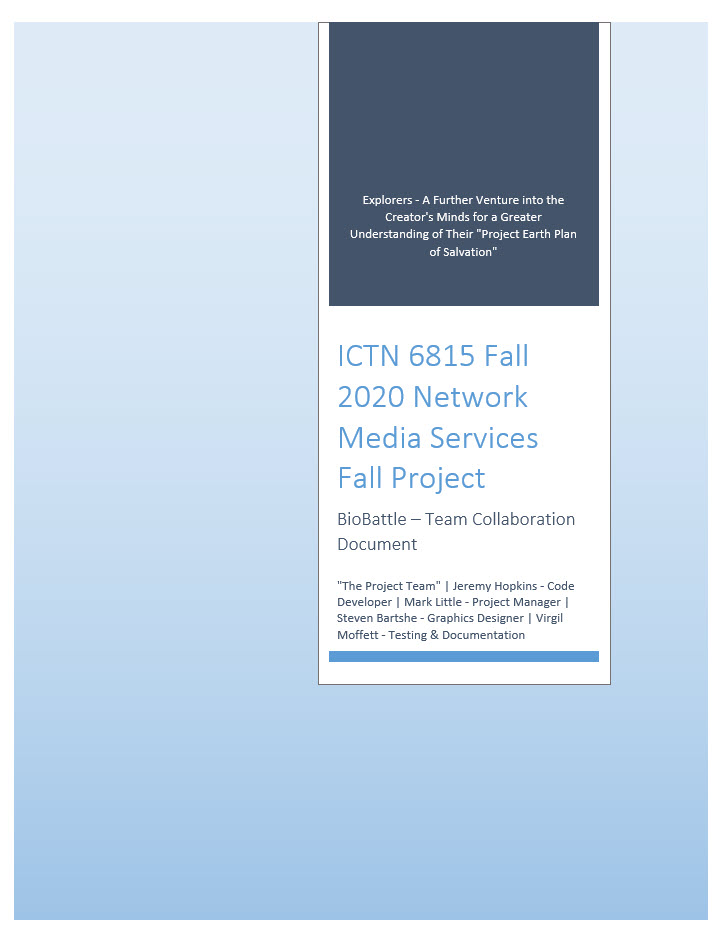 Explorers - A Further Venture into the
Creator's Minds for a Greater
Understanding of Their "Project Earth Plan
of Salvation"
ICTN 6815 Fall
2020 Network
Media Services
Fall Project
BioBattle – Team Collaboration
Document
"The Project Team" | Jeremy Hopkins - Code
Developer | Mark Little - Project Manager |
Steven Bartshe - Graphics Designer | Virgil
Moffett - Testing & Documentation